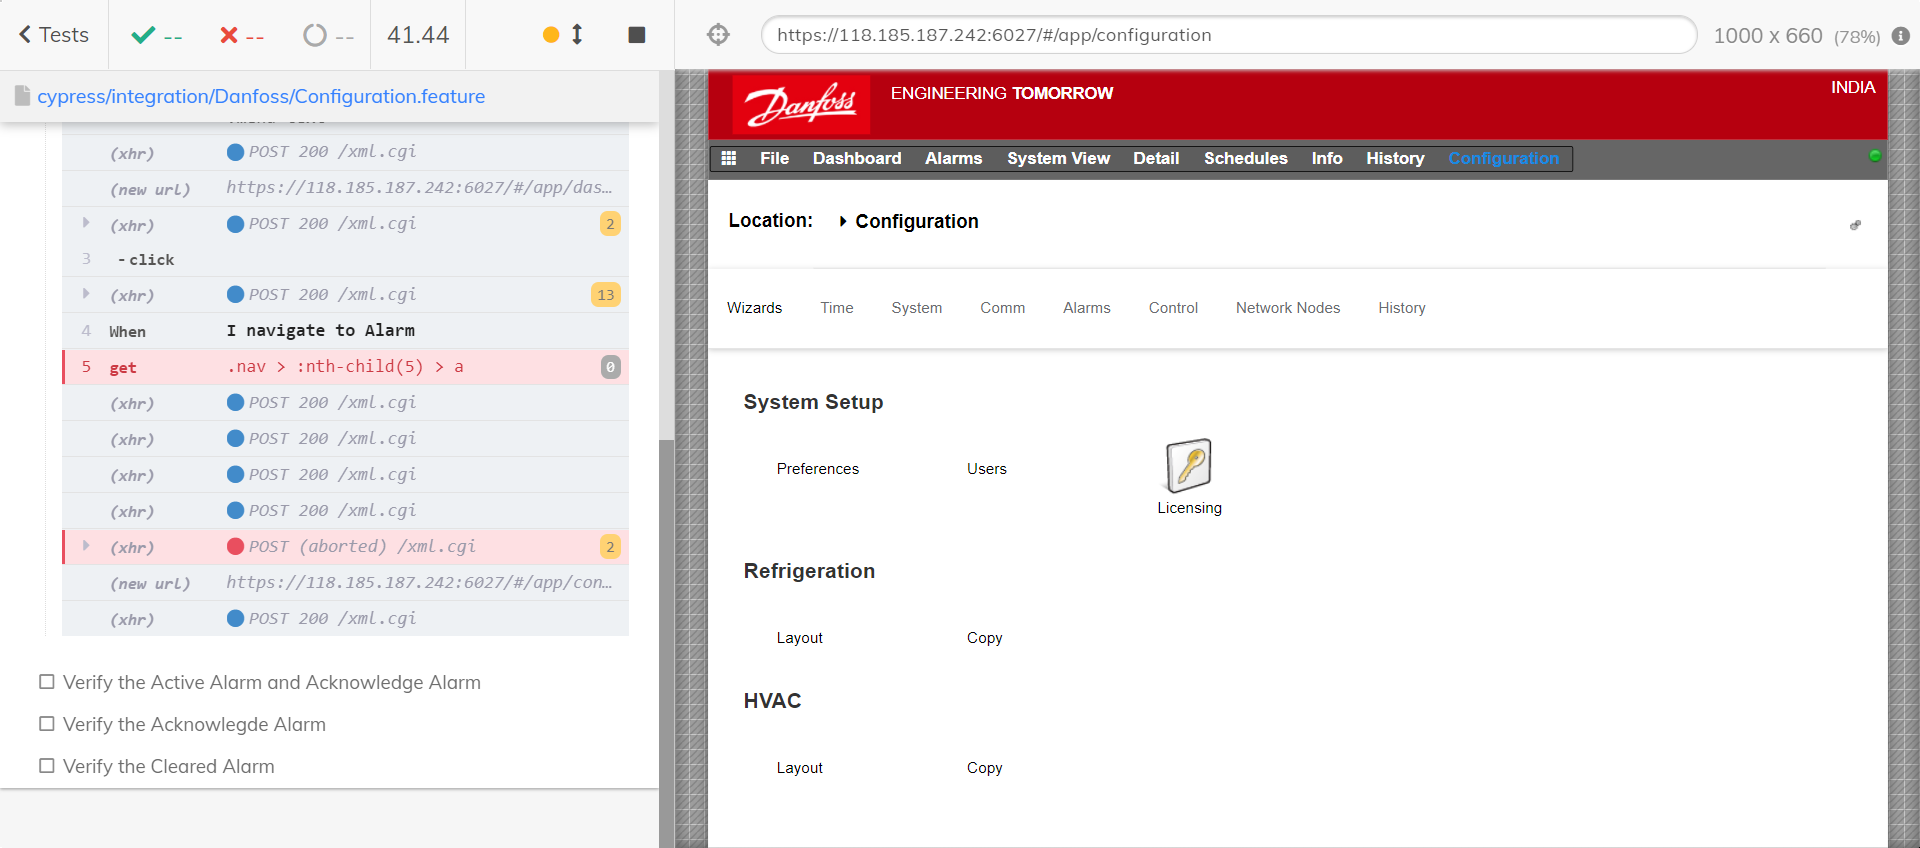 Tests
--
--
--
41.44
https://118.185.187.242:6027/#/app/configuration
1000 x 660 (78%)
cypress/integration/Danfoss/Configuration.feature
(xhr) POST 200 /xml.cgi
(new url) https://118.185.187.242:6027/#/app/das…
(xhr) POST 200 /xml.cgi 2
3 -click
(xhr) POST 200 /xml.cgi 13
4 When I navigate to Alarm
5 get .nav > :nth-child(5) > a 0
(xhr) POST 200 /xml.cgi
(xhr) POST 200 /xml.cgi
(xhr) POST 200 /xml.cgi
(xhr) POST 200 /xml.cgi
(xhr) POST (aborted) /xml.cgi 2
(new url) https://118.185.187.242:6027/#/app/con…
(xhr) POST 200 /xml.cgi
Verify the Active Alarm and Acknowledge Alarm
Verify the Acknowlegde Alarm
Verify the Cleared Alarm
Danfoss
ENGINEERING TOMORROW
INDIA
File Dashboard Alarms System View Detail Schedules Info History Configuration
Location: Configuration
Wizards Time System Comm Alarms Control Network Nodes History
System Setup
Preferences Users Licensing
Refrigeration
Layout Copy
HVAC
Layout Copy